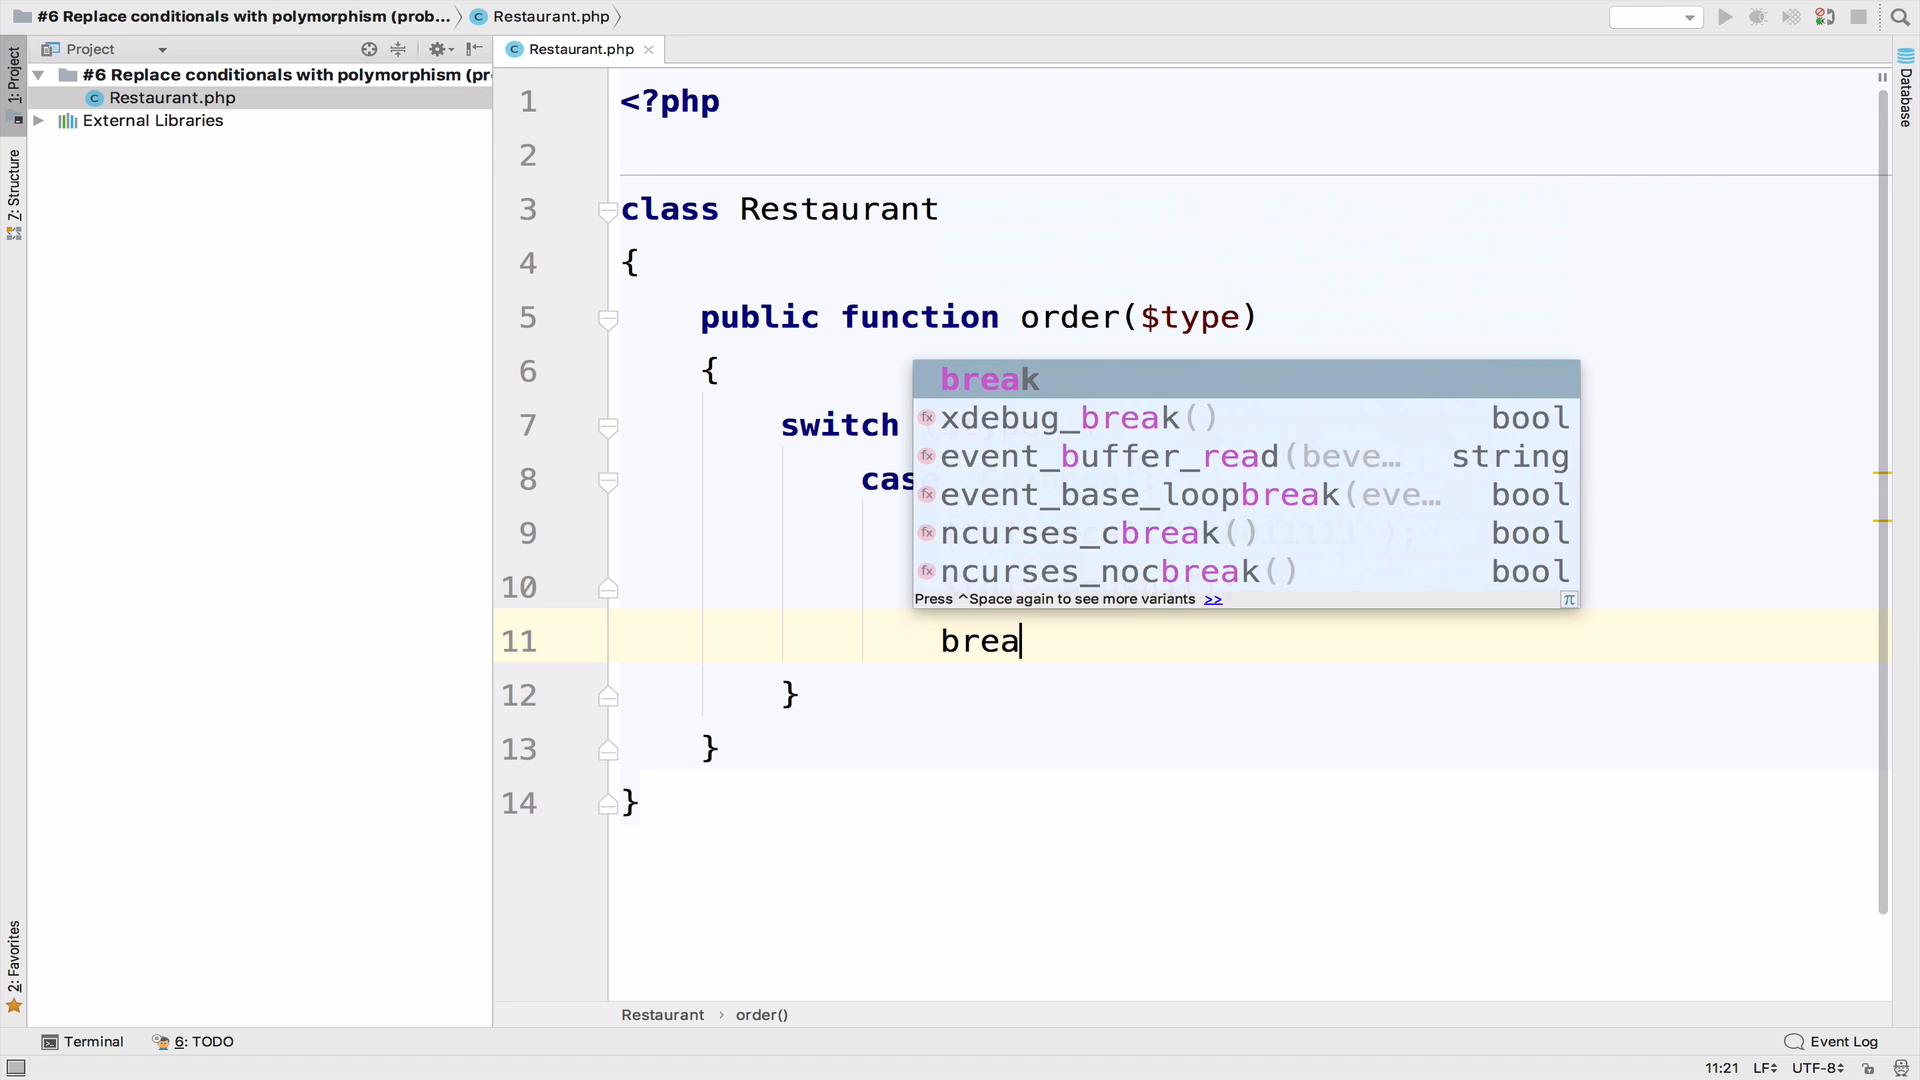 #6 Replace conditionals with polymorphism (prob... Restaurant.php
Project
Restaurant.php
1: Project
#6 Replace conditionals with polymorphism (pr
Restaurant.php
External Libraries
7: Structure
2: Favorites
Database
1 <?php
2
3 class Restaurant
4 {
5 public function order($type)
6 {
7 switch
8 cas
9
10
11 brea
12 }
13 }
14 }
break
xdebug_break() bool
event_buffer_read(beve… string
event_base_loopbreak(eve… bool
ncurses_cbreak() bool
ncurses_nocbreak() bool
Press ^Space again to see more variants >>
π
Restaurant › order()
Terminal 6: TODO Event Log
11:21 LF UTF-8